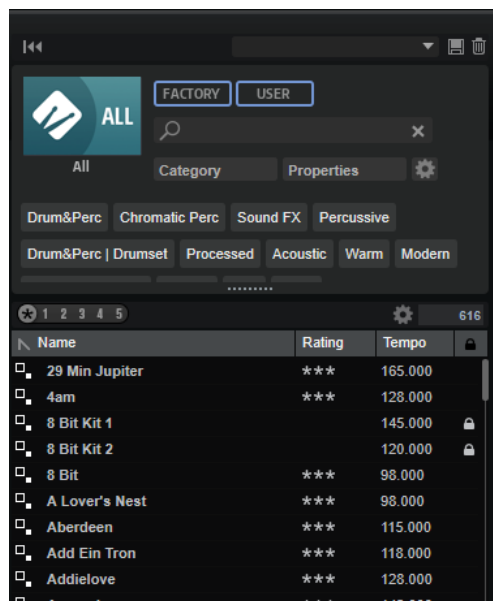 FACTORY USER
ALL
All
Category Properties
Drum&Perc Chromatic Perc Sound FX Percussive
Drum&Perc | Drumset Processed Acoustic Warm Modern
1 2 3 4 5 616
Name Rating Tempo
29 Min Jupiter *** 165.000
4am *** 128.000
8 Bit Kit 1 145.000
8 Bit Kit 2 120.000
8 Bit *** 98.000
A Lover's Nest *** 98.000
Aberdeen *** 115.000
Add Ein Tron *** 118.000
Addielove *** 128.000